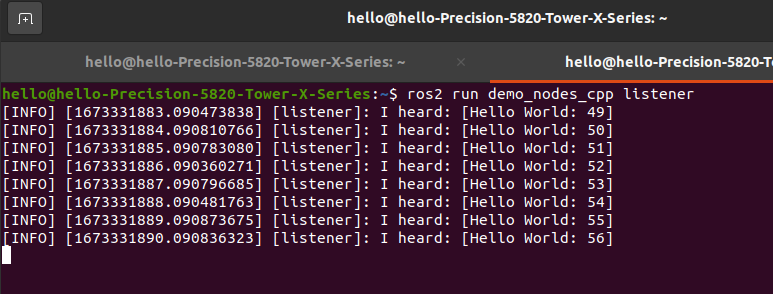 hello@hello-Precision-5820-Tower-X-Series: ~
hello@hello-Precision-5820-Tower-X-Series: ~ × hello@hello-Precision-5820-T
hello@hello-Precision-5820-Tower-X-Series:~$ ros2 run demo_nodes_cpp listener
[INFO] [1673331883.090473838] [listener]: I heard: [Hello World: 49]
[INFO] [1673331884.090810766] [listener]: I heard: [Hello World: 50]
[INFO] [1673331885.090783080] [listener]: I heard: [Hello World: 51]
[INFO] [1673331886.090360271] [listener]: I heard: [Hello World: 52]
[INFO] [1673331887.090796685] [listener]: I heard: [Hello World: 53]
[INFO] [1673331888.090481763] [listener]: I heard: [Hello World: 54]
[INFO] [1673331889.090873675] [listener]: I heard: [Hello World: 55]
[INFO] [1673331890.090836323] [listener]: I heard: [Hello World: 56]